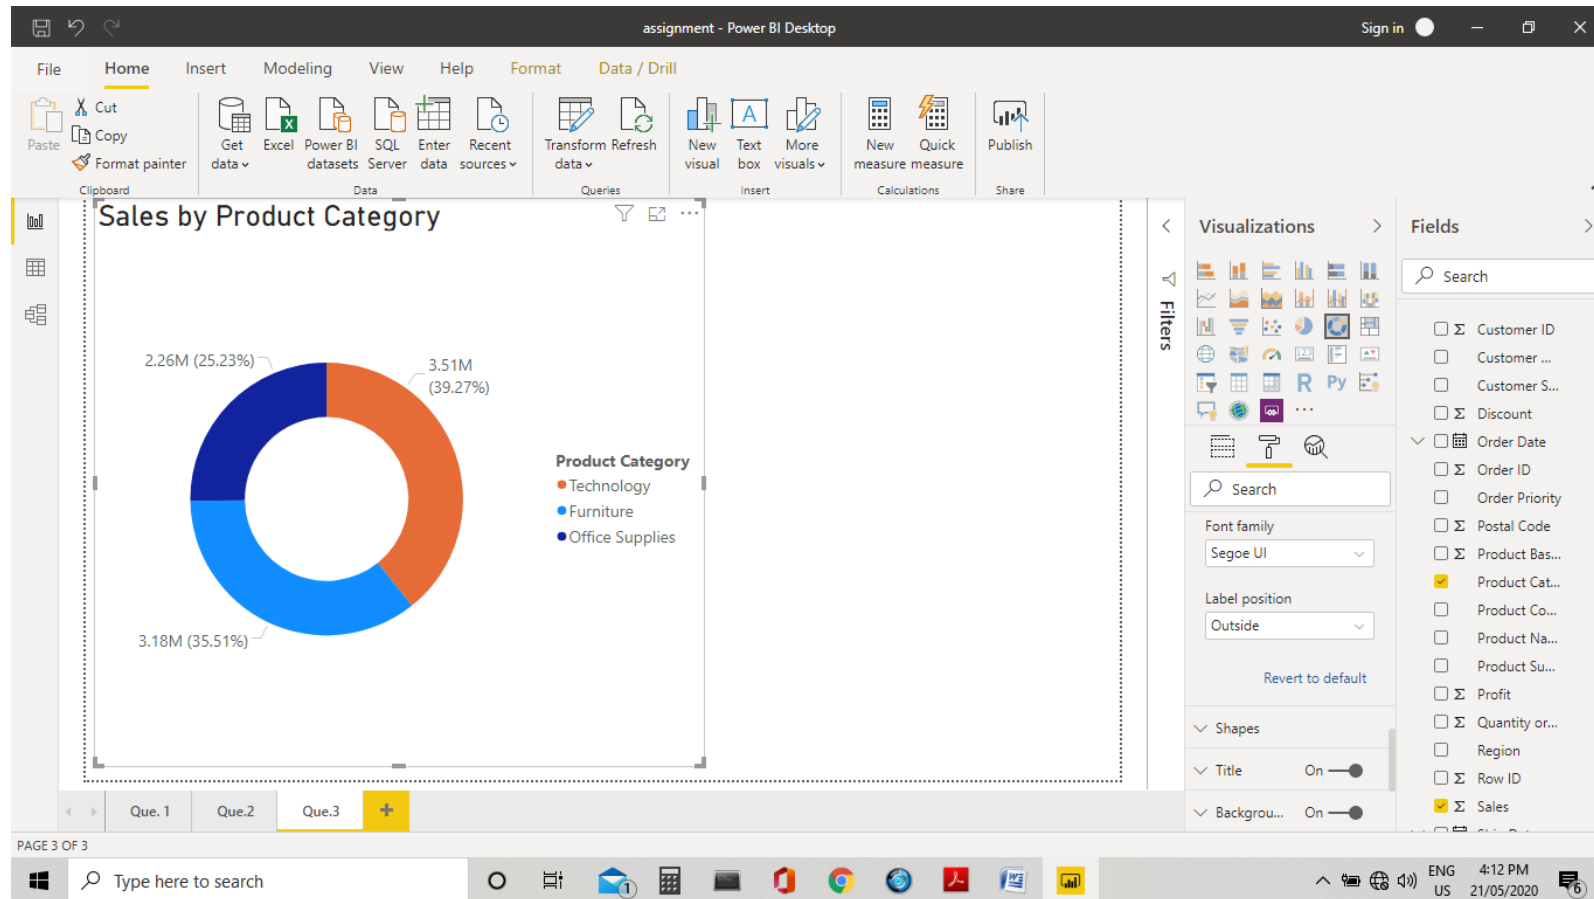 assignment - Power BI Desktop
Sign in
File
Home
Insert
Modeling
View
Help
Format
Data / Drill
Paste
Cut
Copy
Format painter
Clipboard
Get data
Excel
Power BI datasets
SQL Server
Enter data
Recent sources
Data
Transform data
Refresh
Queries
New visual
Text box
More visuals
Insert
New measure
Quick measure
Calculations
Publish
Share
Sales by Product Category
2.26M (25.23%)
3.51M
(39.27%)
3.18M (35.51%)
Product Category
Technology
Furniture
Office Supplies
Filters
Visualizations
R
Py
123
Search
Font family
Segoe UI
Label position
Outside
Revert to default
Shapes
Title
On
Backgrou...
On
Fields
Search
Σ Customer ID
Customer ...
Customer S...
Σ Discount
Order Date
Σ Order ID
Order Priority
Σ Postal Code
Σ Product Bas...
Product Cat...
Product Co...
Product Na...
Product Su...
Σ Profit
Σ Quantity or...
Region
Σ Row ID
Σ Sales
Que. 1
Que.2
Que.3
+
PAGE 3 OF 3
Type here to search
1
ENG
US
4:12 PM
21/05/2020
6